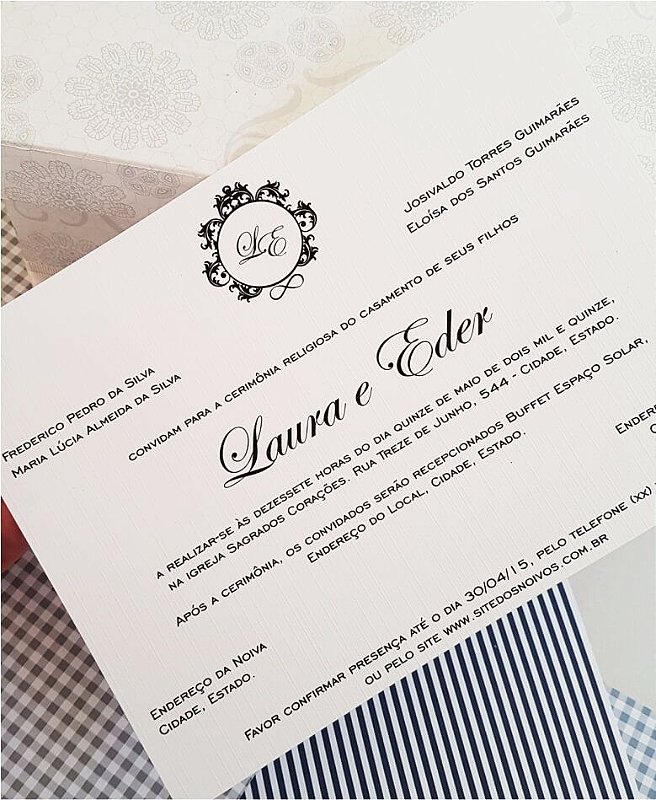 LE
Frederico Pedro da Silva
Maria Lúcia Almeida da Silva
Josivaldo Torres Guimarães
Eloísa dos Santos Guimarães
convidam para a cerimônia religiosa do casamento de seus filhos
Laura e Eder
a realizar-se às dezessete horas do dia quinze de maio de dois mil e quinze,
na igreja Sagrados Corações. Rua Treze de Junho, 544 - Cidade, Estado.
Após a cerimônia, os convidados serão recepcionados Buffet Espaço Solar,
Endereço do Local, Cidade, Estado.
Endereço da Noiva
Cidade, Estado.
Favor confirmar presença até o dia 30/04/15, pelo telefone (xx)
ou pelo site www.sitedosnoivos.com.br